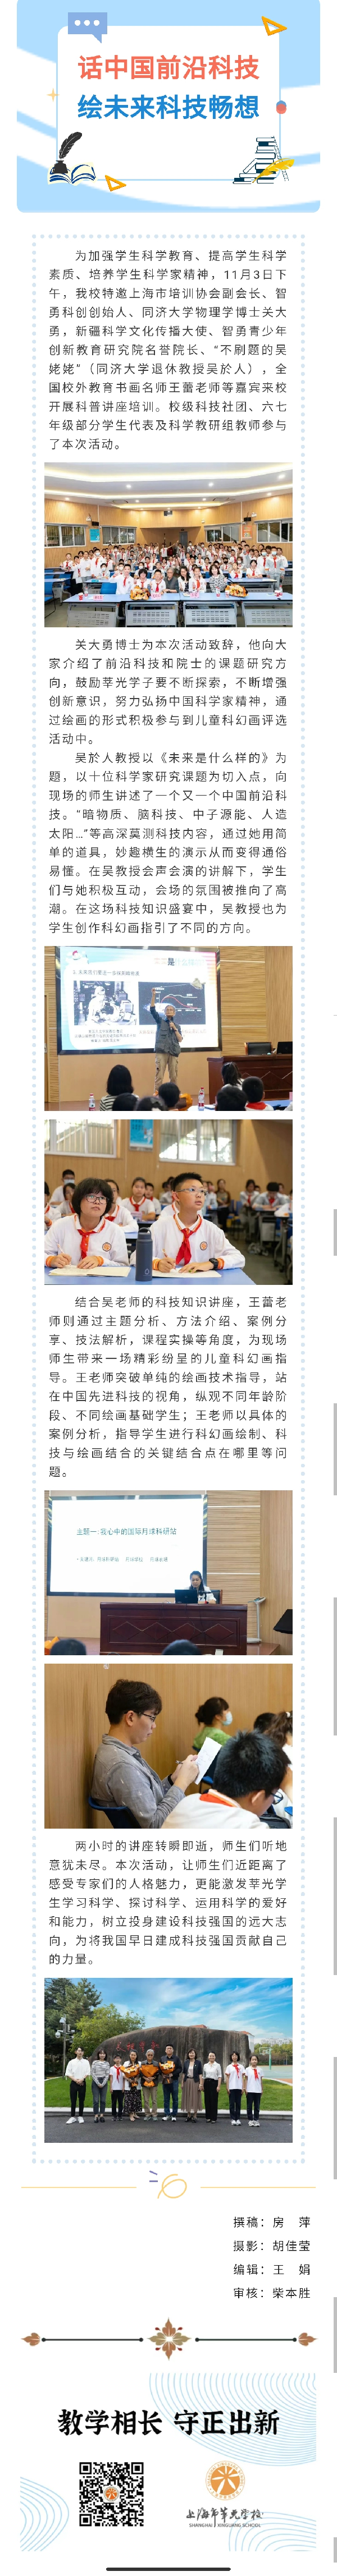 话中国前沿科技
绘未来科技畅想
为加强学生科学教育、提高学生科学
素质、培养学生科学家精神，11月3日下
午，我校特邀上海市培训协会副会长、智
勇科创创始人、同济大学物理学博士关大
勇，新疆科学文化传播大使、智勇青少年
创新教育研究院名誉院长、“不刷题的吴
姥姥”（同济大学退休教授吴於人），全
国校外教育书画名师王蕾老师等嘉宾来校
开展科普讲座培训。校级科技社团、六七
年级部分学生代表及科学教研组教师参与
了本次活动。
关大勇博士为本次活动致辞，他向大
家介绍了前沿科技和院士的课题研究方
向，鼓励莘光学子要不断探索，不断增强
创新意识，努力弘扬中国科学家精神，通
过绘画的形式积极参与到儿童科幻画评选
活动中。
吴於人教授以《未来是什么样的》为
题，以十位科学家研究课题为切入点，向
现场的师生讲述了一个又一个中国前沿科
技。“暗物质、脑科技、中子源能、人造
太阳…”等高深莫测科技内容，通过她用简
单的道具，妙趣横生的演示从而变得通俗
易懂。在吴教授会声会演的讲解下，学生
们与她积极互动，会场的氛围被推向了高
潮。在这场科技知识盛宴中，吴教授也为
学生创作科幻画指引了不同的方向。
是
结合吴老师的科技知识讲座，王蕾老
师则通过主题分析、方法介绍、案例分
享、技法解析，课程实操等角度，为现场
师生带来一场精彩纷呈的儿童科幻画指
导。王老师突破单纯的绘画技术指导，站
在中国先进科技的视角，纵观不同年龄阶
段、不同绘画基础学生；王老师以具体的
案例分析，指导学生进行科幻画绘制、科
技与绘画结合的关键结合点在哪里等问
题。
主题一：我心中的国际月球科研站
两小时的讲座转瞬即逝，师生们听地
意犹未尽。本次活动，让师生们近距离了
感受专家们的人格魅力，更能激发莘光学
生学习科学、探讨科学、运用科学的爱好
和能力，树立投身建设科技强国的远大志
向，为将我国早日建成科技强国贡献自己
的力量。
撰稿：房　萍
摄影：胡佳莹
编辑：王　娟
审核：柴本胜
教学相长 守正出新
上海市莘光学校
SHANGHAI XINGUANG SCHOOL